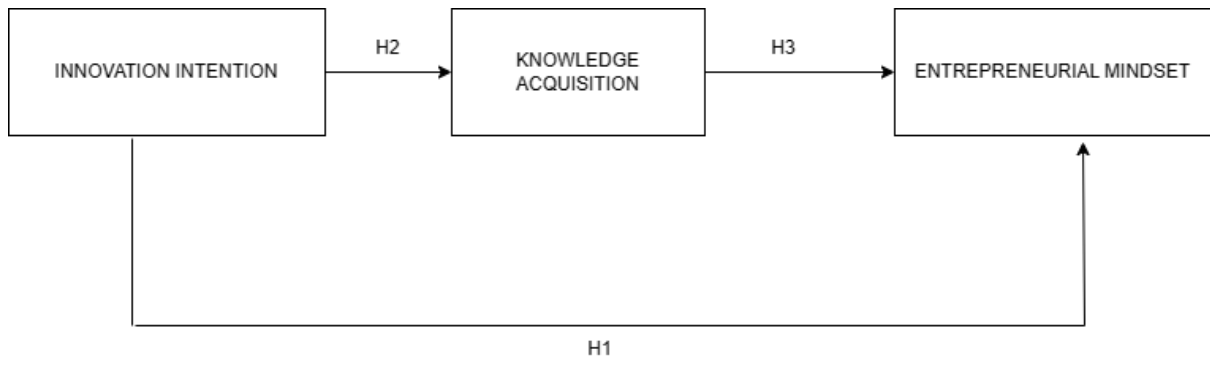 H2
H3
INNOVATION INTENTION
KNOWLEDGE
ACQUISITION
ENTREPRENEURIAL MINDSET
H1